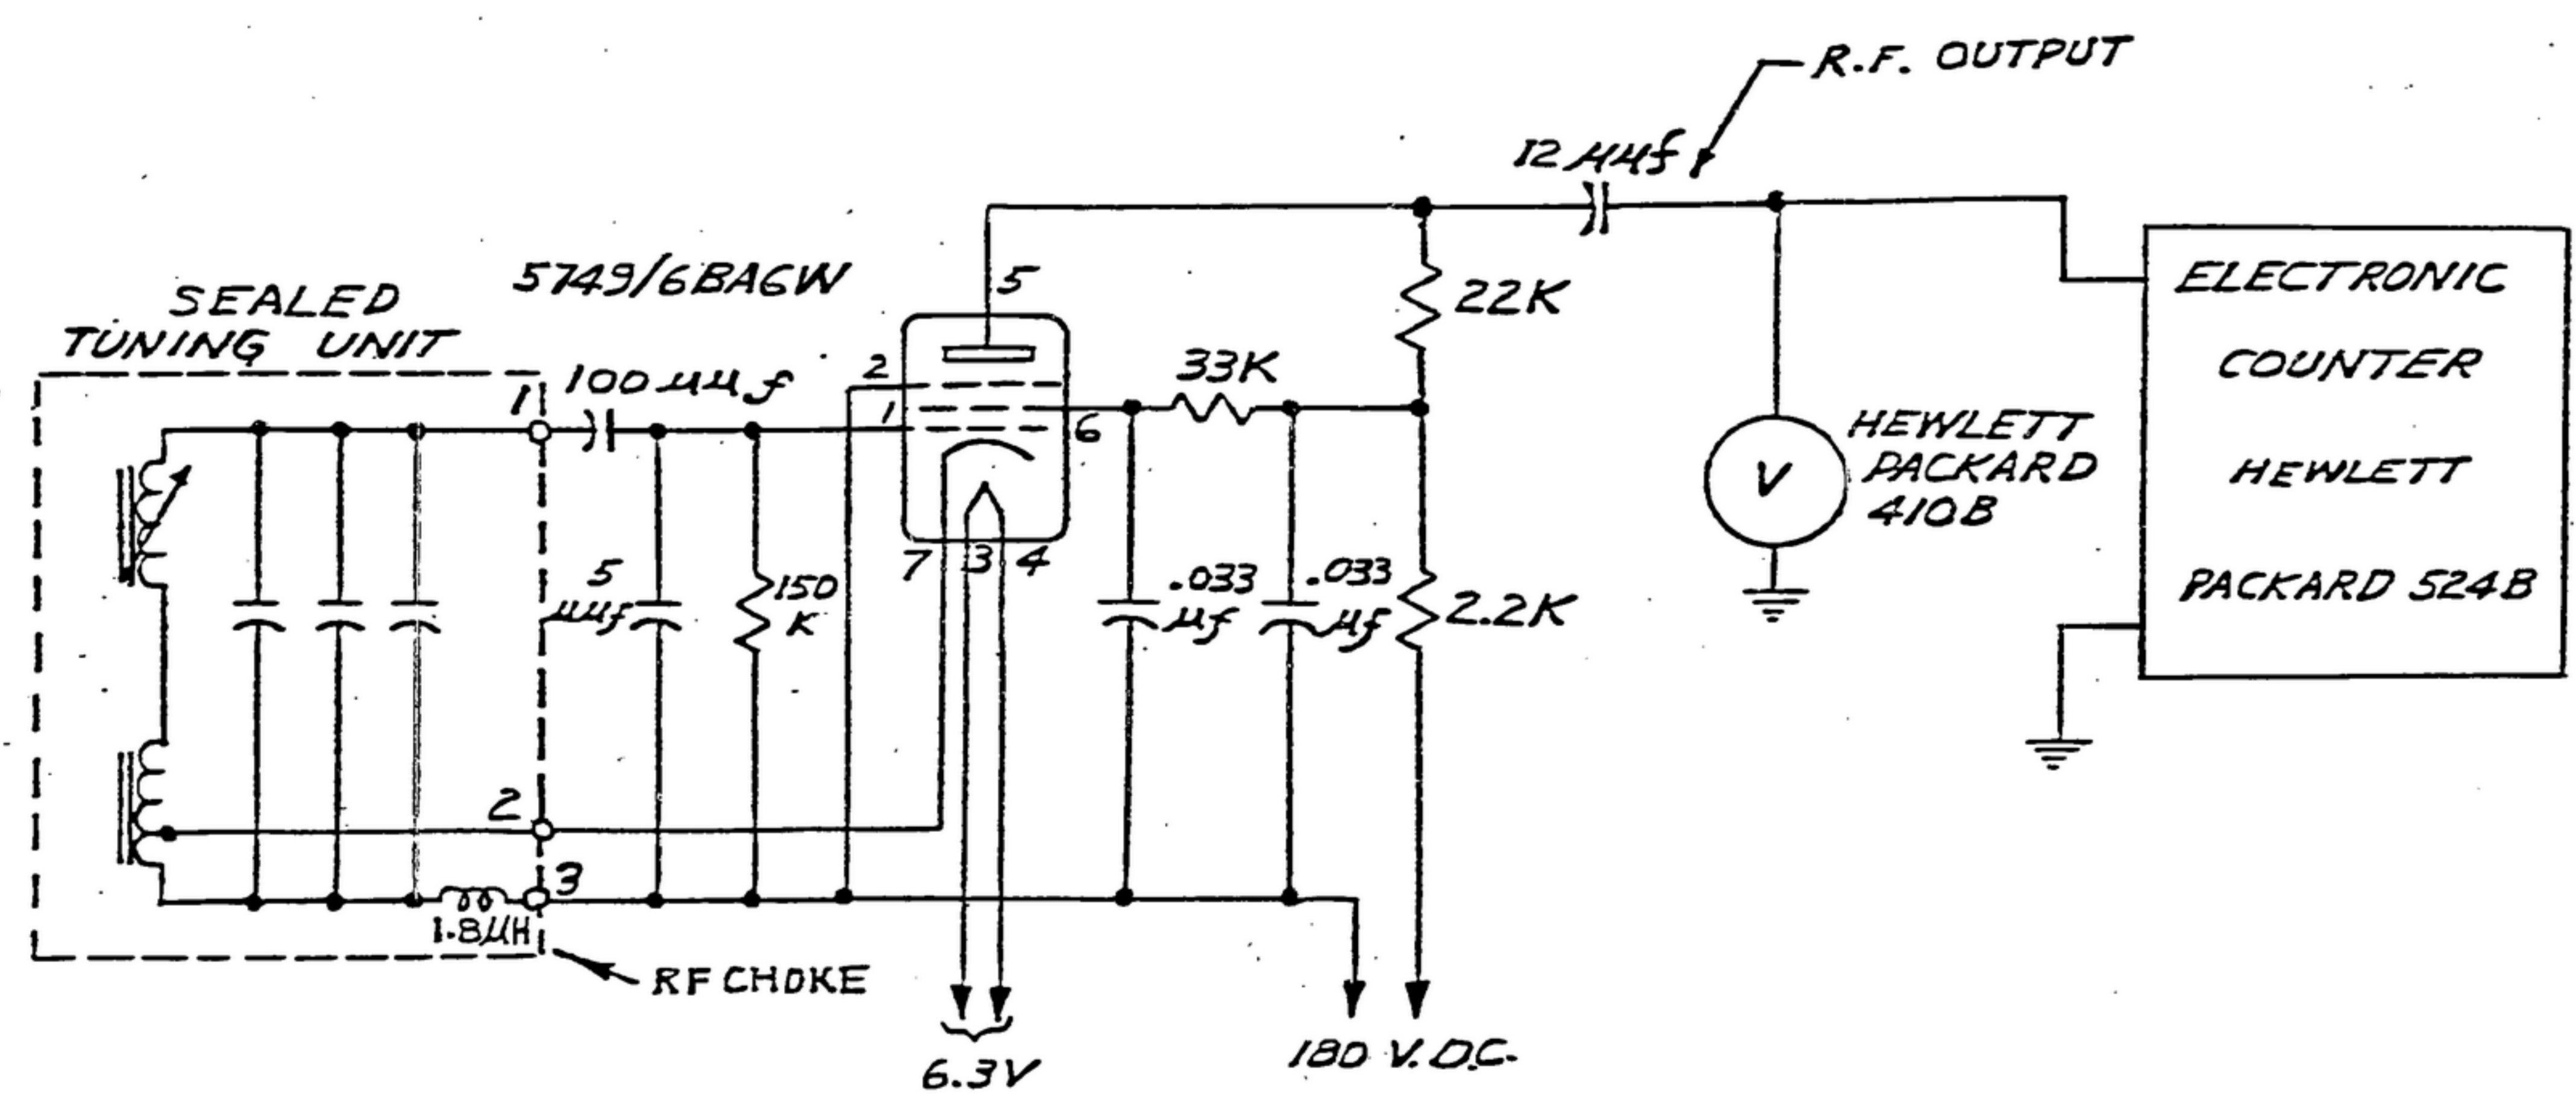 R.F. OUTPUT
12 μμf
5749/6BA6W
5
SEALED
TUNING UNIT
22K
ELECTRONIC
COUNTER
HEWLETT
PACKARD 524B
1
100 μμf
2
1
33K
6
HEWLETT
PACKARD
410B
V
7
3
4
5
μμf
150
K
.033
μf
.033
μf
2.2K
2
3
1.8μH
RF CHOKE
6.3V
180 V.D.C.